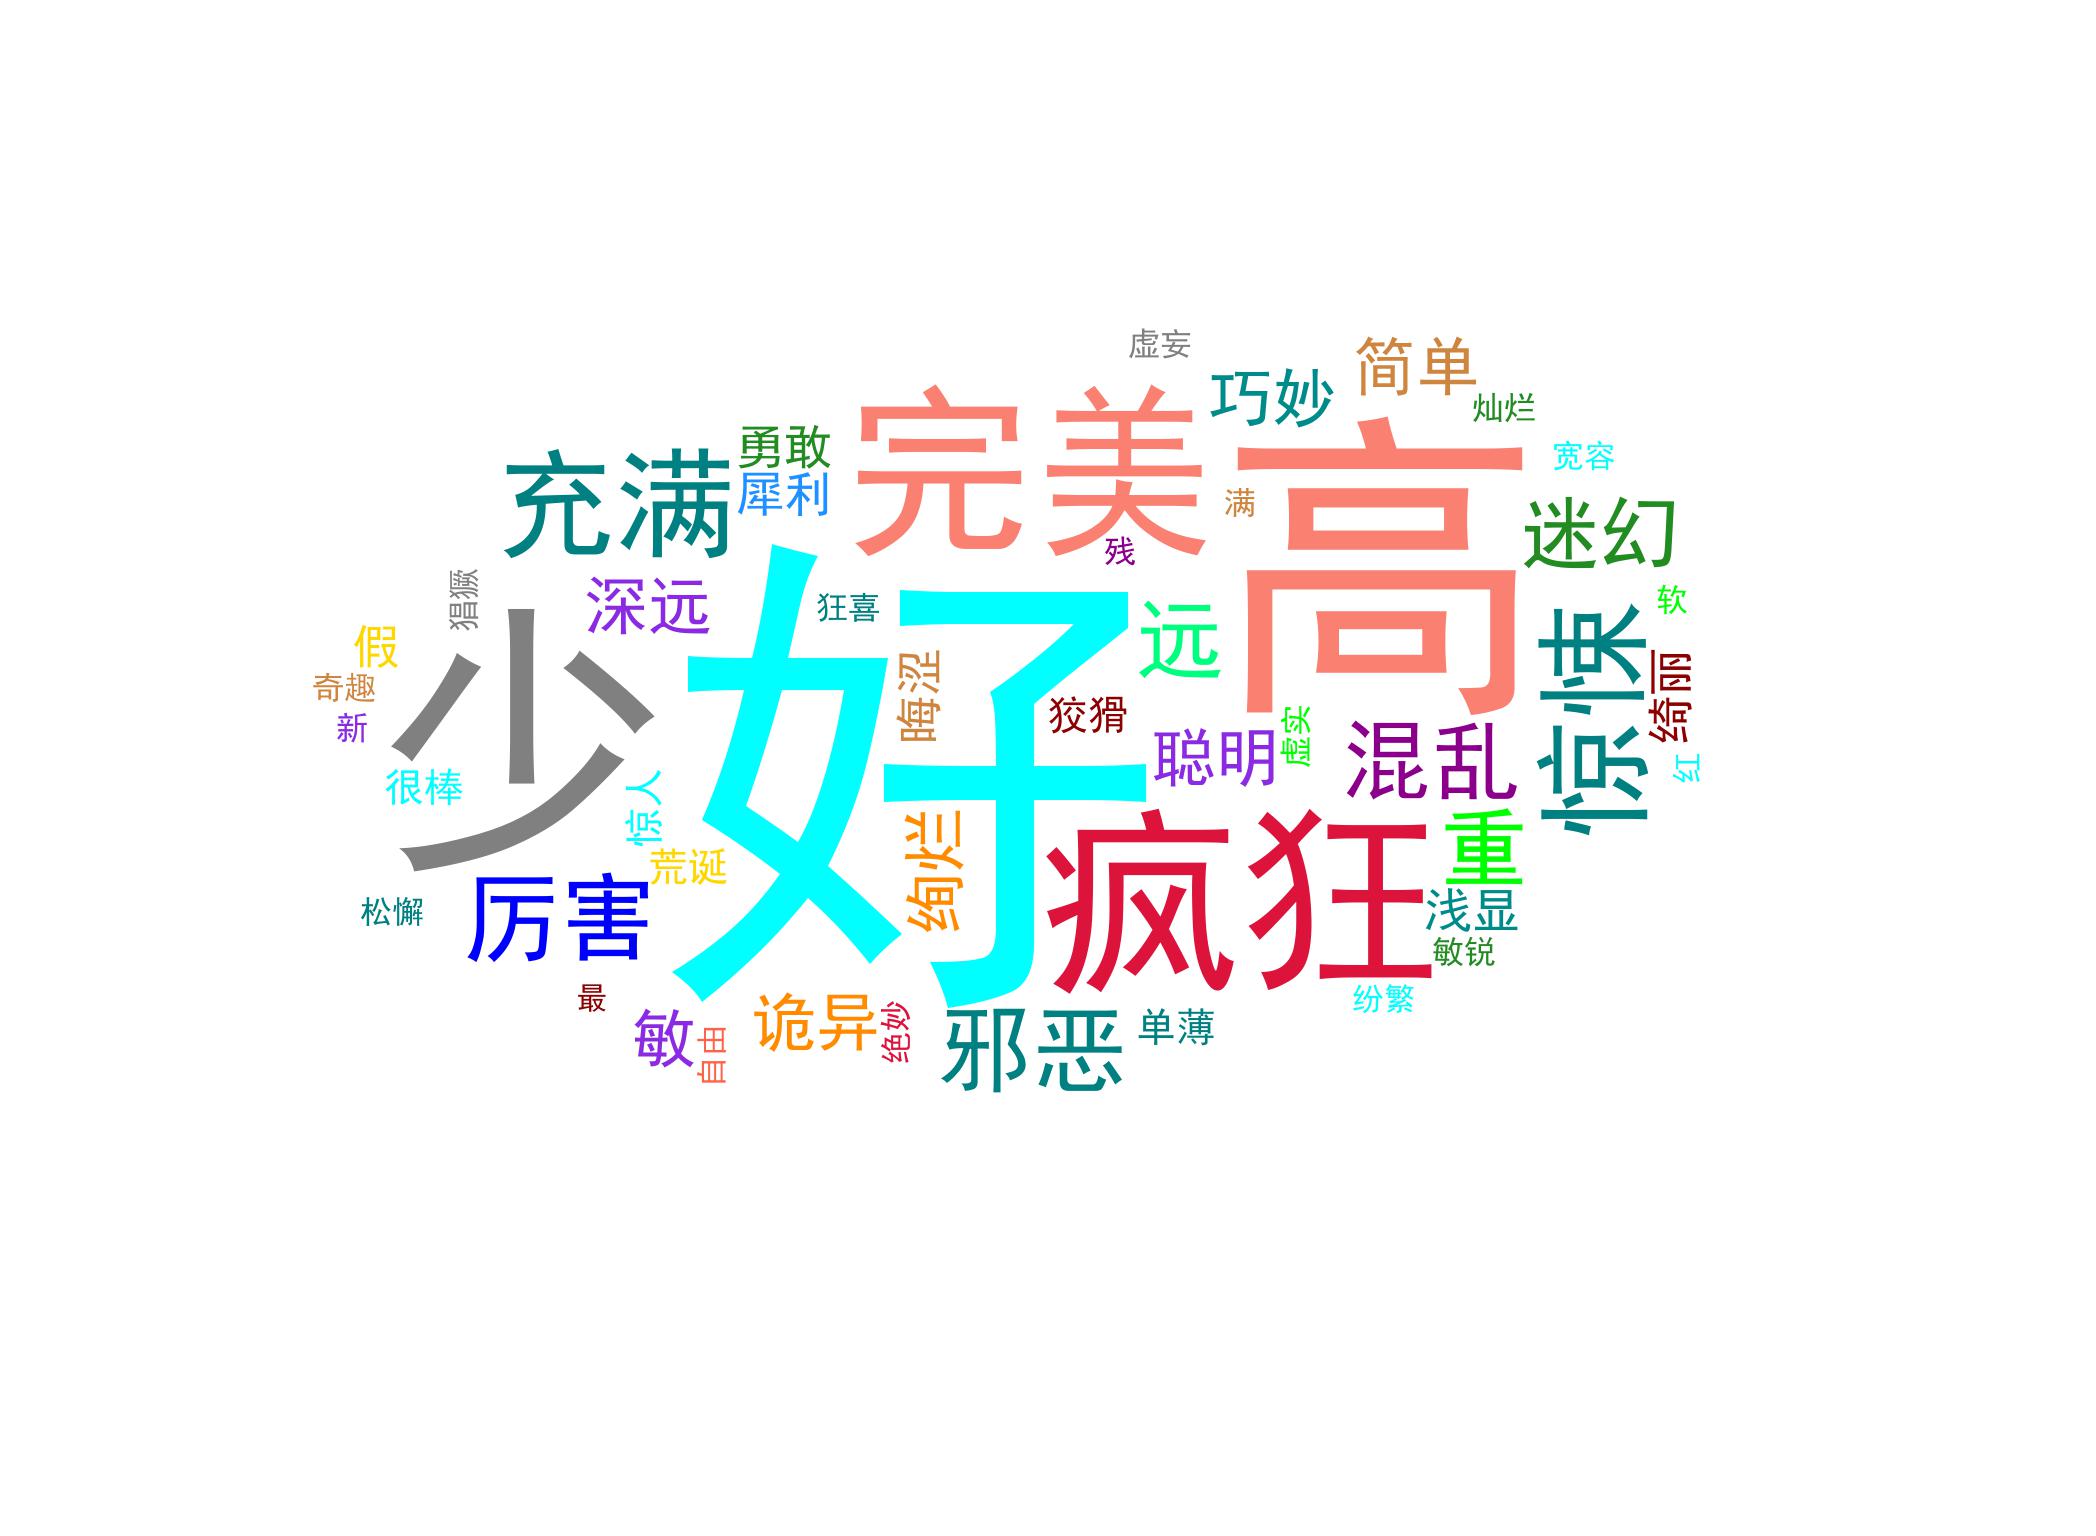 虚妄
简单
巧妙
灿烂
完美
勇敢
宽容
高
充满
犀利
满
迷幻
残
猖獗
深远
狂喜
远
软
假
好
惊悚
奇趣
少
晦涩
狡猾
绮丽
新
虚实
聪明
混乱
红
很棒
惊人
荒诞
绚烂
疯狂
重
松懈
厉害
浅显
敏锐
最
纷繁
敏
自由
诡异
绝妙
邪恶
单薄